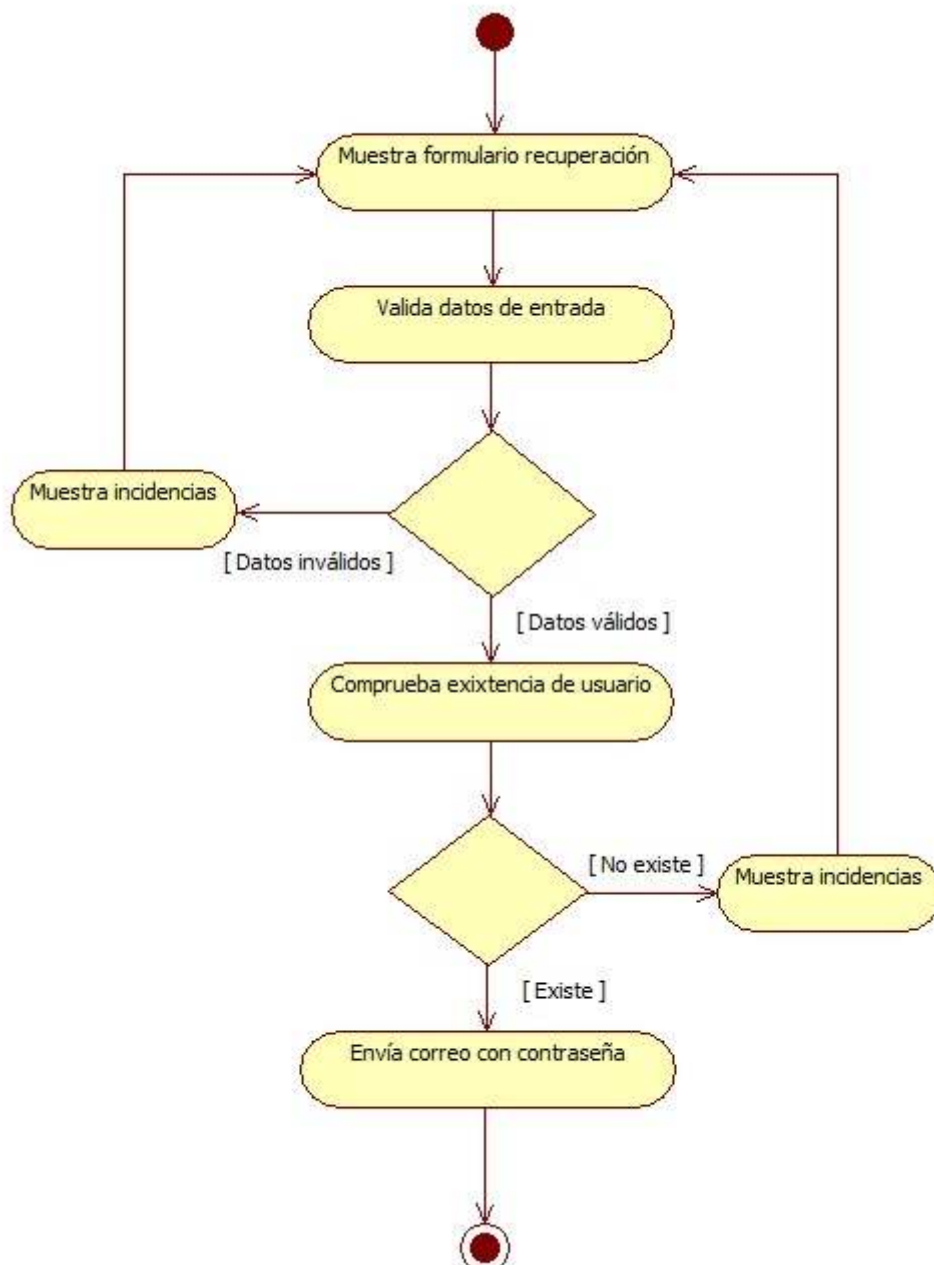 Muestra formulario recuperación
Valida datos de entrada
Muestra incidencias
[ Datos inválidos ]
[ Datos válidos ]
Comprueba exixtencia de usuario
[ No existe ]
Muestra incidencias
[ Existe ]
Envía correo con contraseña